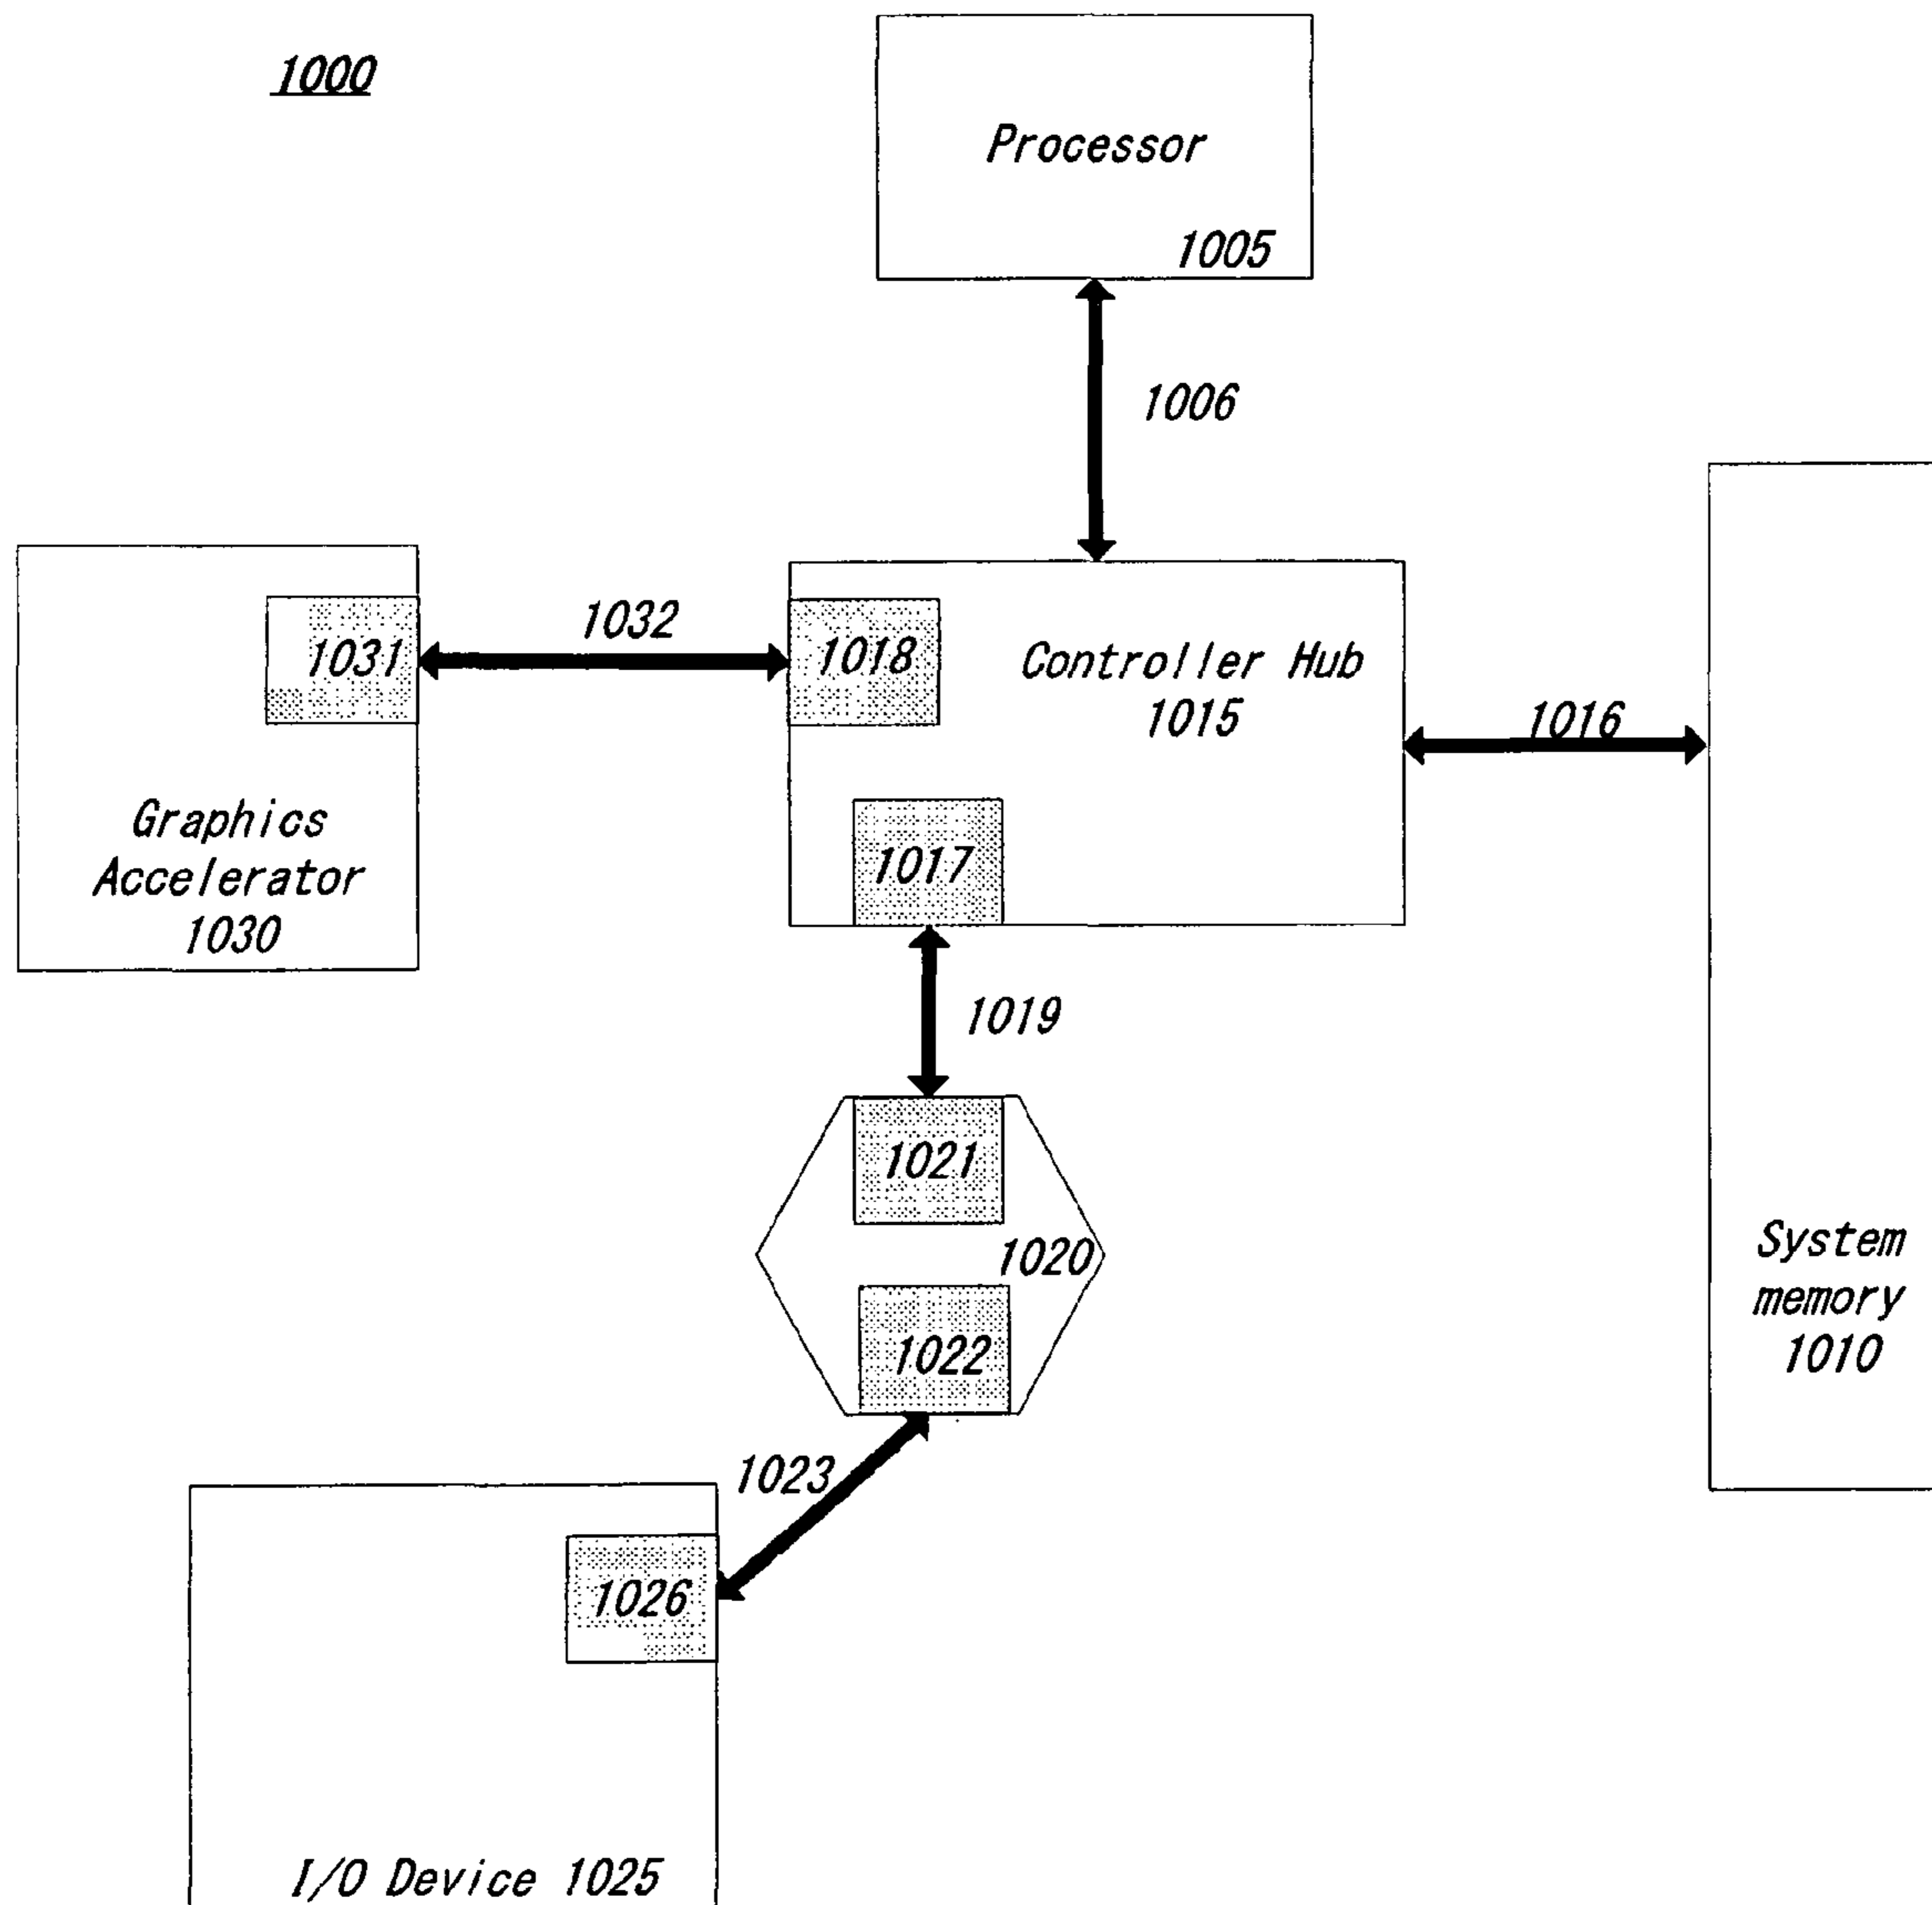 1000
Processor
1005
1006
1031
1032
1018
Controller Hub
1015
1016
Graphics
Accelerator
1030
1017
1019
1021
1020
1022
System
memory
1010
1023
1026
I/O Device 1025